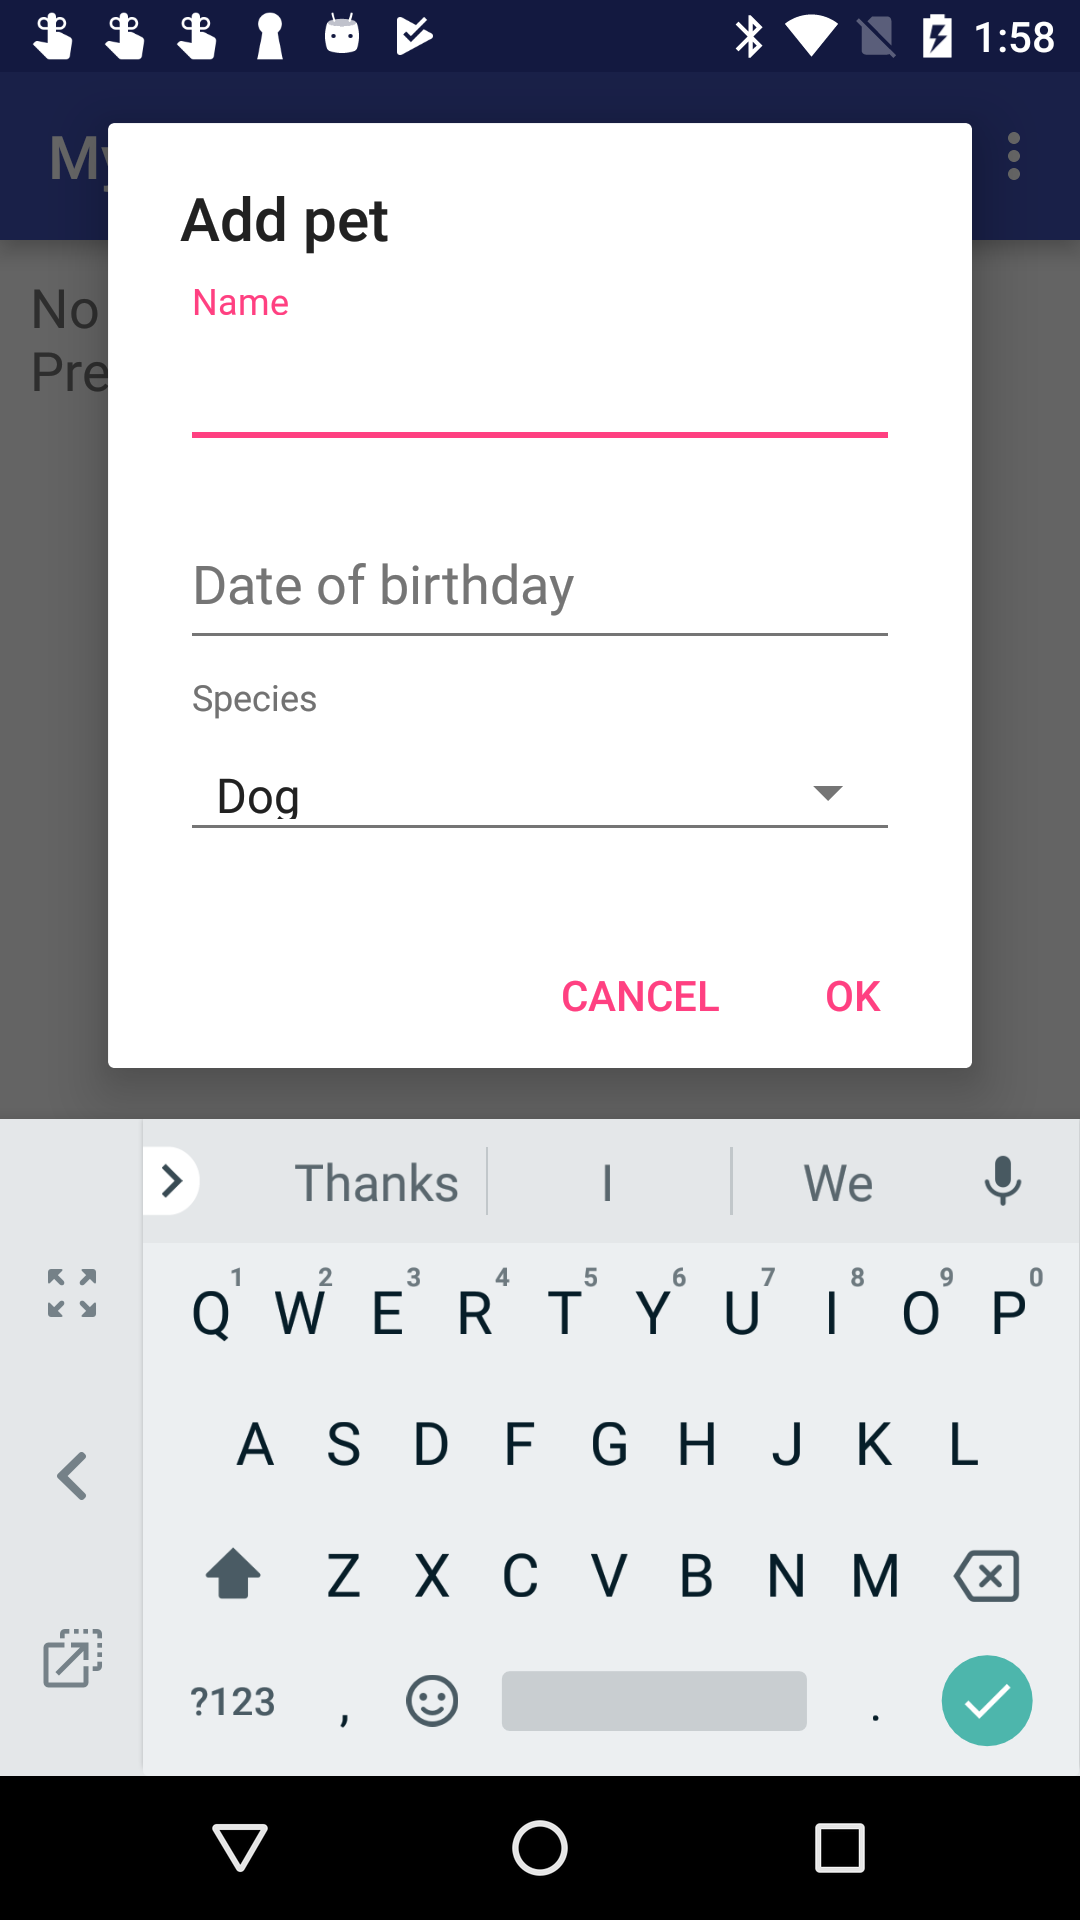 1:58
My
Add pet
Name
No
Pre
Date of birthday
Species
Dog
CANCEL OK
Thanks I We
1 2 3 4 5 6 7 8 9 0
Q W E R T Y U I O P
A S D F G H J K L
Z X C V B N M
?123 , .